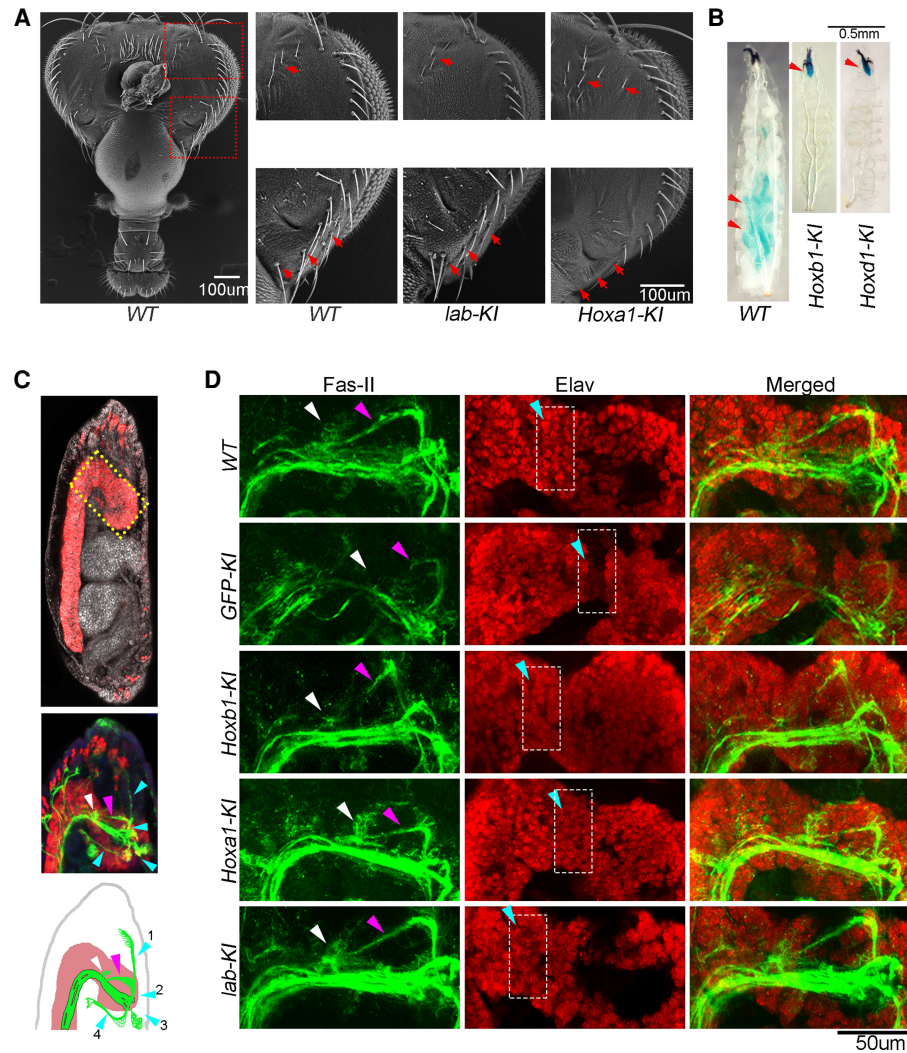 A
100um
WT
WT
lab-KI
100um
Hoxa1-KI
B
0.5mm
WT
Hoxb1-KI
Hoxd1-KI
C
1
2
3
4
D
Fas-II
Elav
Merged
WT
GFP-KI
Hoxb1-KI
Hoxa1-KI
lab-KI
50um